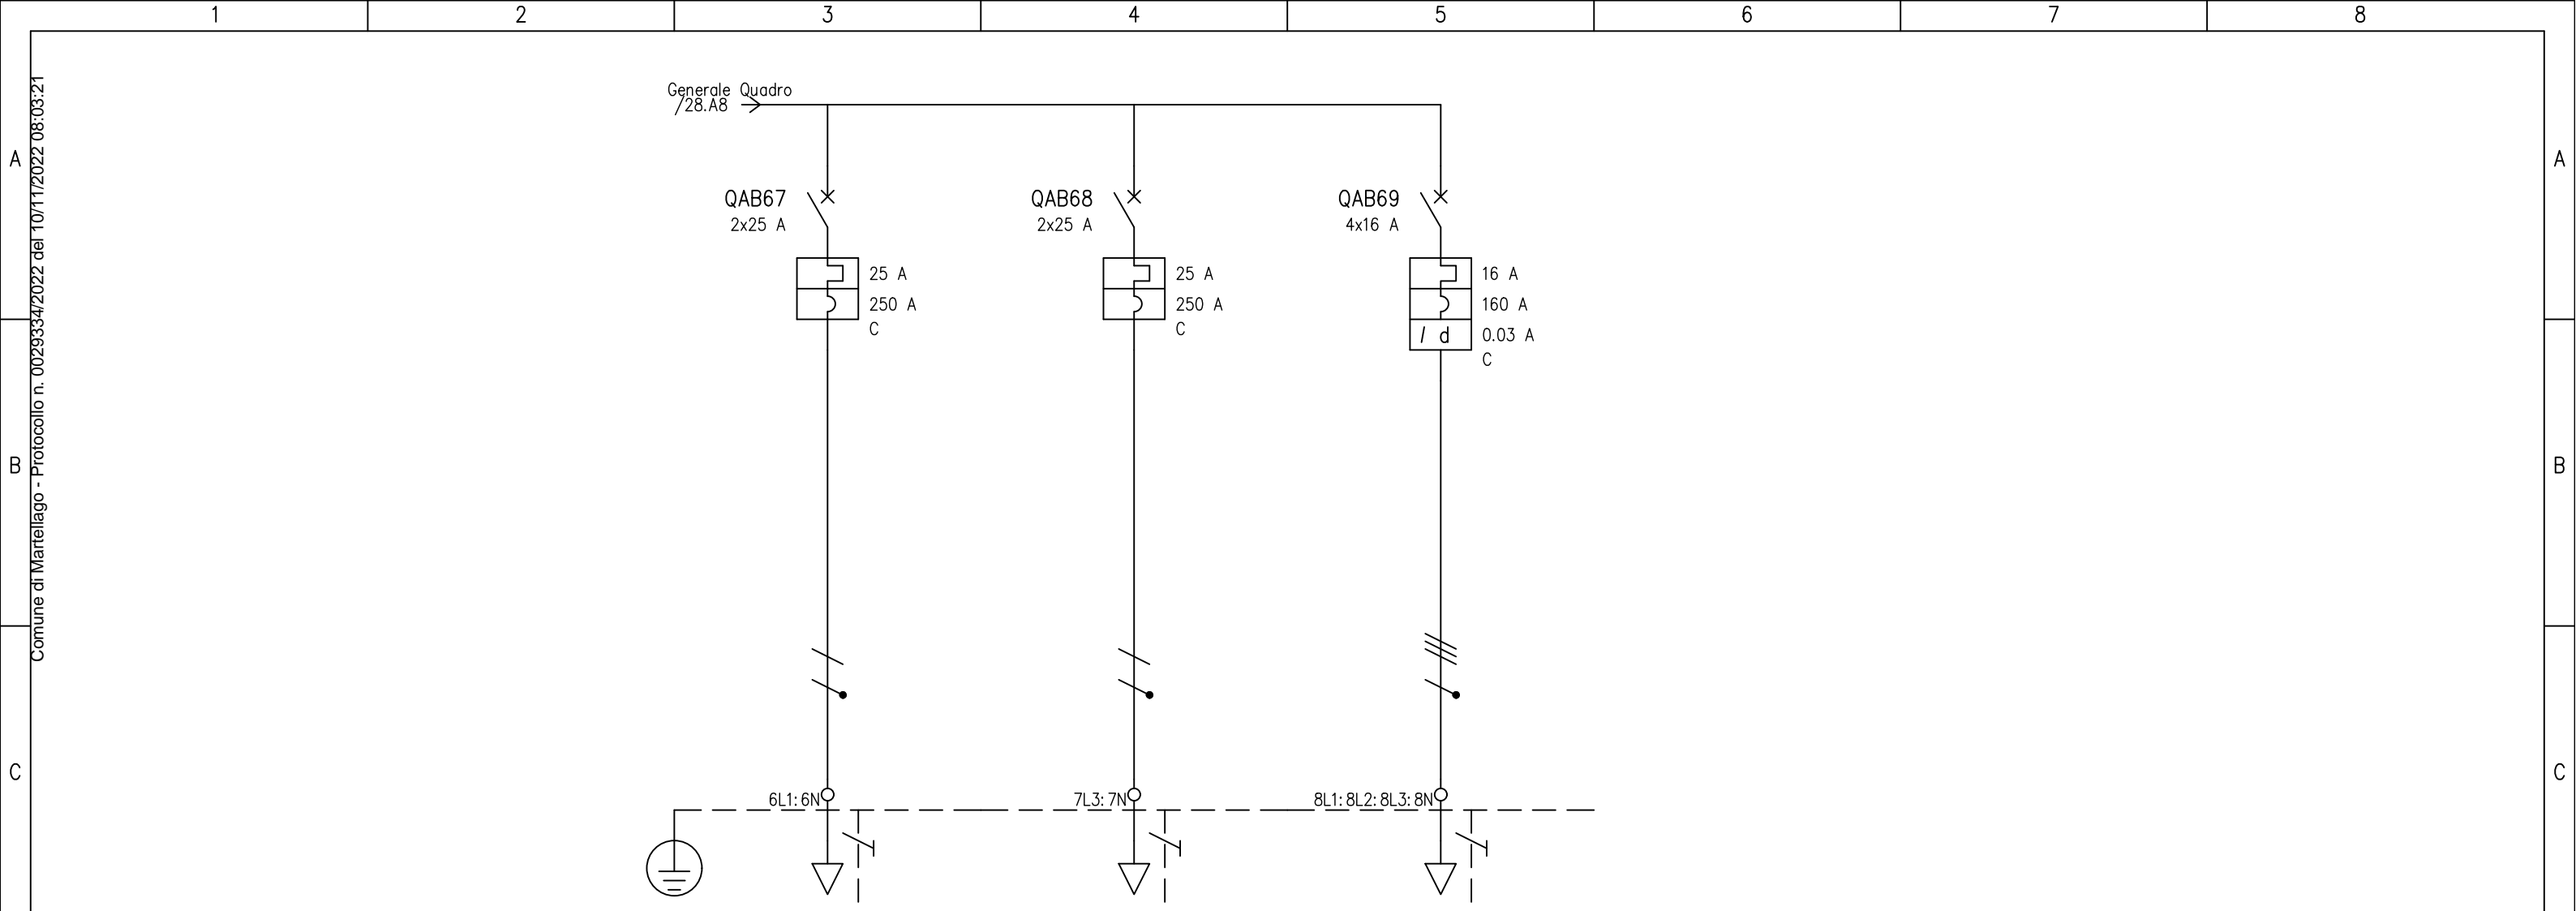 1 2 3 4 5 6 7 8
Comune di Martellago - Protocollo n. 0029334/2022 del 10/11/2022 08:03:21
Generale Quadro
/28.A8
A A
QAB67 QAB68 QAB69
2x25 A 2x25 A 4x16 A
25 A 25 A 16 A
250 A 250 A 160 A
C C I d 0.03 A
C
B B
C C
6L1:6N 7L3:7N 8L1:8L2:8L3:8N